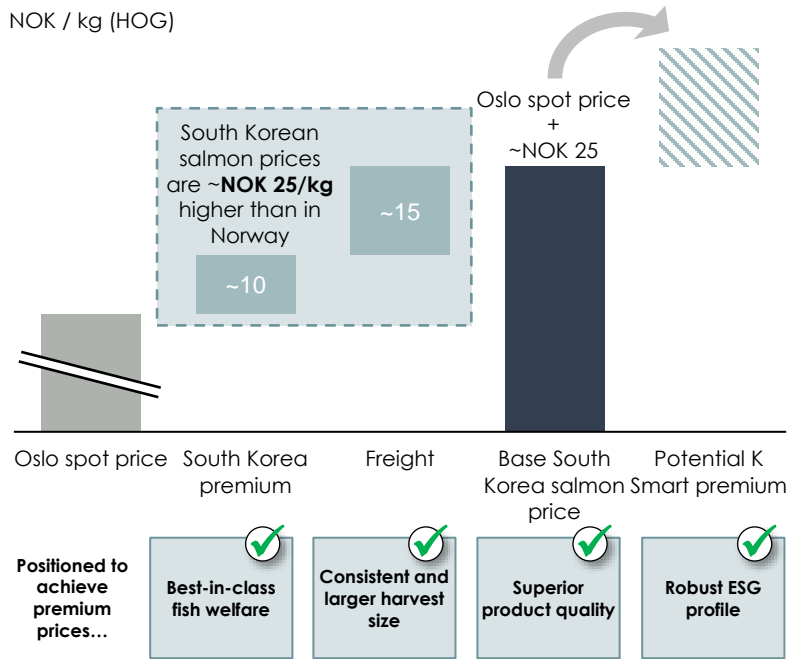 NOK / kg (HOG)
Oslo spot price
+
~NOK 25
South Korean
salmon prices
are ~NOK 25/kg
higher than in
Norway
~15
~10
Oslo spot price
South Korea
premium
Freight
Base South
Korea salmon
price
Potential K
Smart premium
Positioned to
achieve
premium
prices…
Best-in-class
fish welfare
Consistent and
larger harvest
size
Superior
product quality
Robust ESG
profile